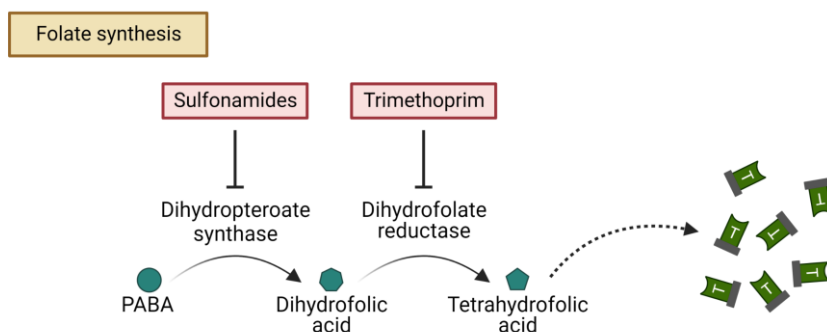 Folate synthesis
Sulfonamides
Trimethoprim
Dihydropteroate
synthase
Dihydrofolate
reductase
PABA
Dihydrofolic
acid
Tetrahydrofolic
acid
T
T
T
T
T
T
T